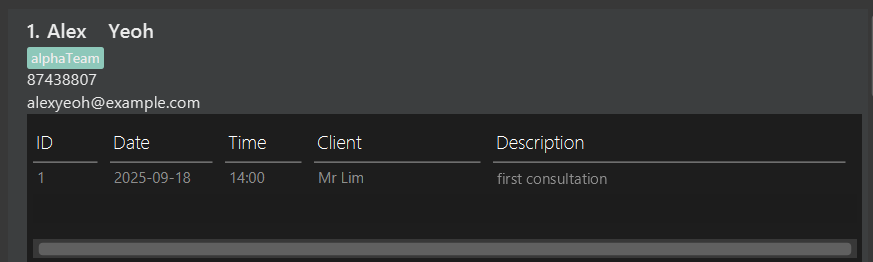 1. Alex Yeoh
alphaTeam
87438807
alexyeoh@example.com
ID Date Time Client Description
1 2025-09-18 14:00 Mr Lim first consultation